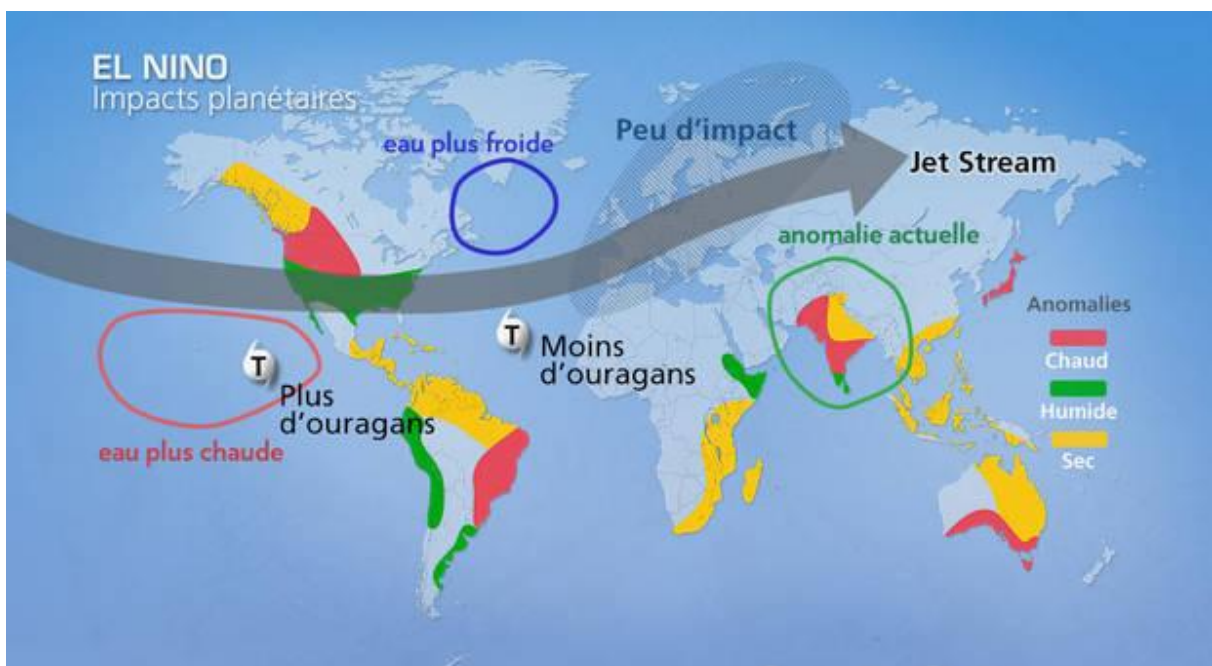 EL NINO
Impacts planétaires
eau plus froide
Peu d'impact
Jet Stream
anomalie actuelle
Anomalies
Chaud
Humide
Sec
T
Moins
d'ouragans
T
Plus
d'ouragans
eau plus chaude